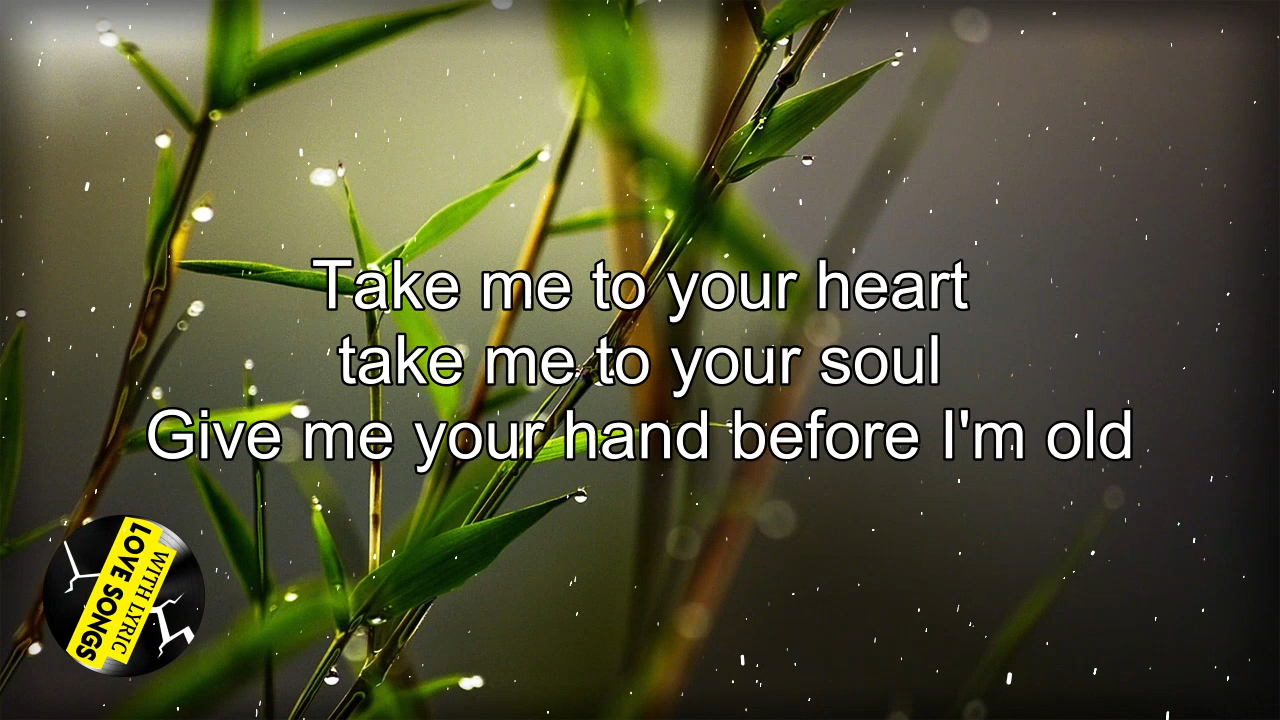 Take me to your heart
take me to your soul
Give me your hand before I'm old
LOVE SONGS
WITH LYRIC